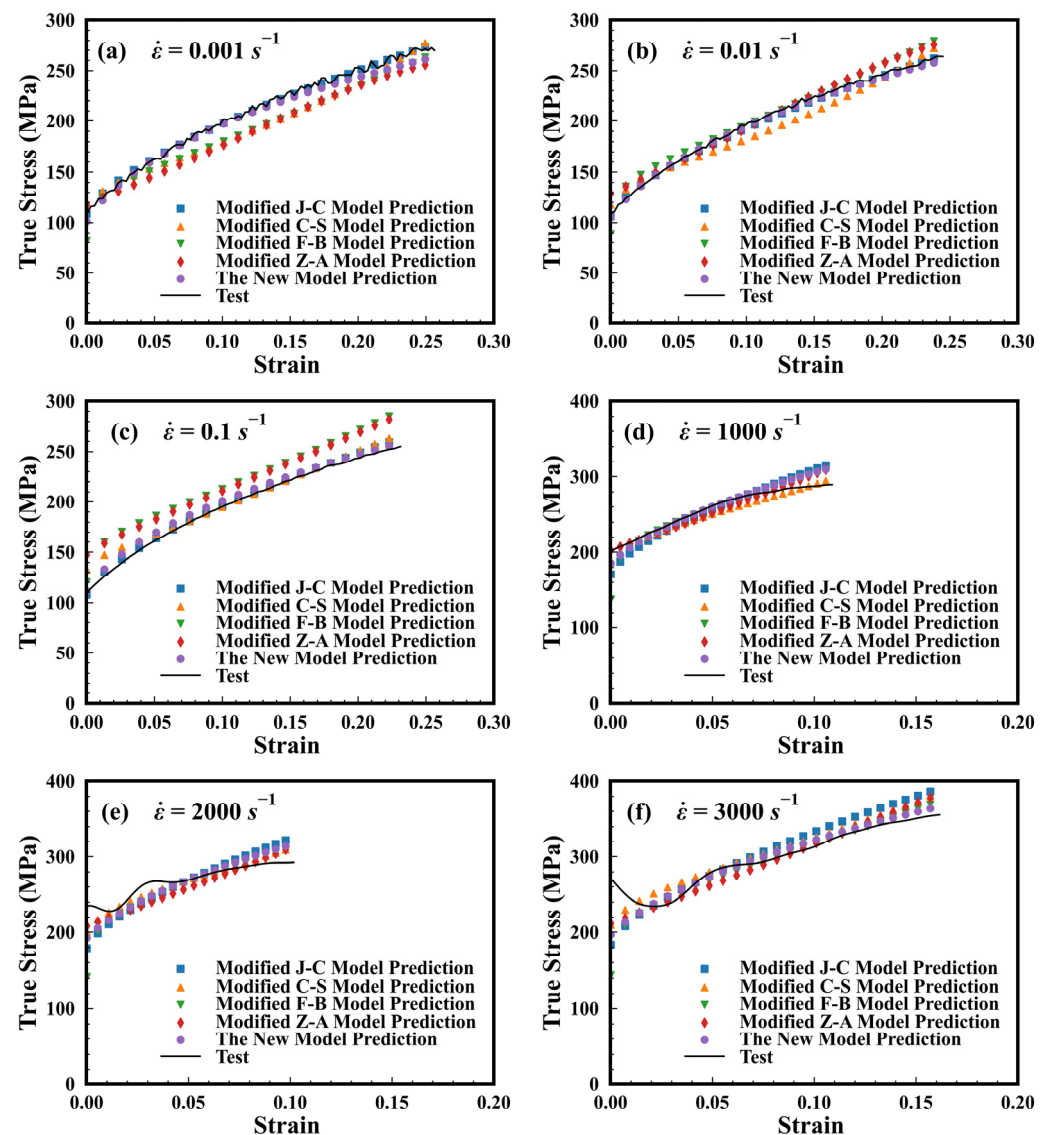 (a) ε̇ = 0.001 s⁻¹
True Stress (MPa)
300
250
200
150
100
50
0
Modified J-C Model Prediction
Modified C-S Model Prediction
Modified F-B Model Prediction
Modified Z-A Model Prediction
The New Model Prediction
Test
0.00 0.05 0.10 0.15 0.20 0.25 0.30
Strain
(b) ε̇ = 0.01 s⁻¹
True Stress (MPa)
300
250
200
150
100
50
0
Modified J-C Model Prediction
Modified C-S Model Prediction
Modified F-B Model Prediction
Modified Z-A Model Prediction
The New Model Prediction
Test
0.00 0.05 0.10 0.15 0.20 0.25 0.30
Strain
(c) ε̇ = 0.1 s⁻¹
True Stress (MPa)
300
250
200
150
100
50
0
Modified J-C Model Prediction
Modified C-S Model Prediction
Modified F-B Model Prediction
Modified Z-A Model Prediction
The New Model Prediction
Test
0.00 0.05 0.10 0.15 0.20 0.25 0.30
Strain
(d) ε̇ = 1000 s⁻¹
True Stress (MPa)
400
300
200
100
0
Modified J-C Model Prediction
Modified C-S Model Prediction
Modified F-B Model Prediction
Modified Z-A Model Prediction
The New Model Prediction
Test
0.00 0.05 0.10 0.15 0.20
Strain
(e) ε̇ = 2000 s⁻¹
True Stress (MPa)
400
300
200
100
0
Modified J-C Model Prediction
Modified C-S Model Prediction
Modified F-B Model Prediction
Modified Z-A Model Prediction
The New Model Prediction
Test
0.00 0.05 0.10 0.15 0.20
Strain
(f) ε̇ = 3000 s⁻¹
True Stress (MPa)
400
300
200
100
0
Modified J-C Model Prediction
Modified C-S Model Prediction
Modified F-B Model Prediction
Modified Z-A Model Prediction
The New Model Prediction
Test
0.00 0.05 0.10 0.15 0.20
Strain